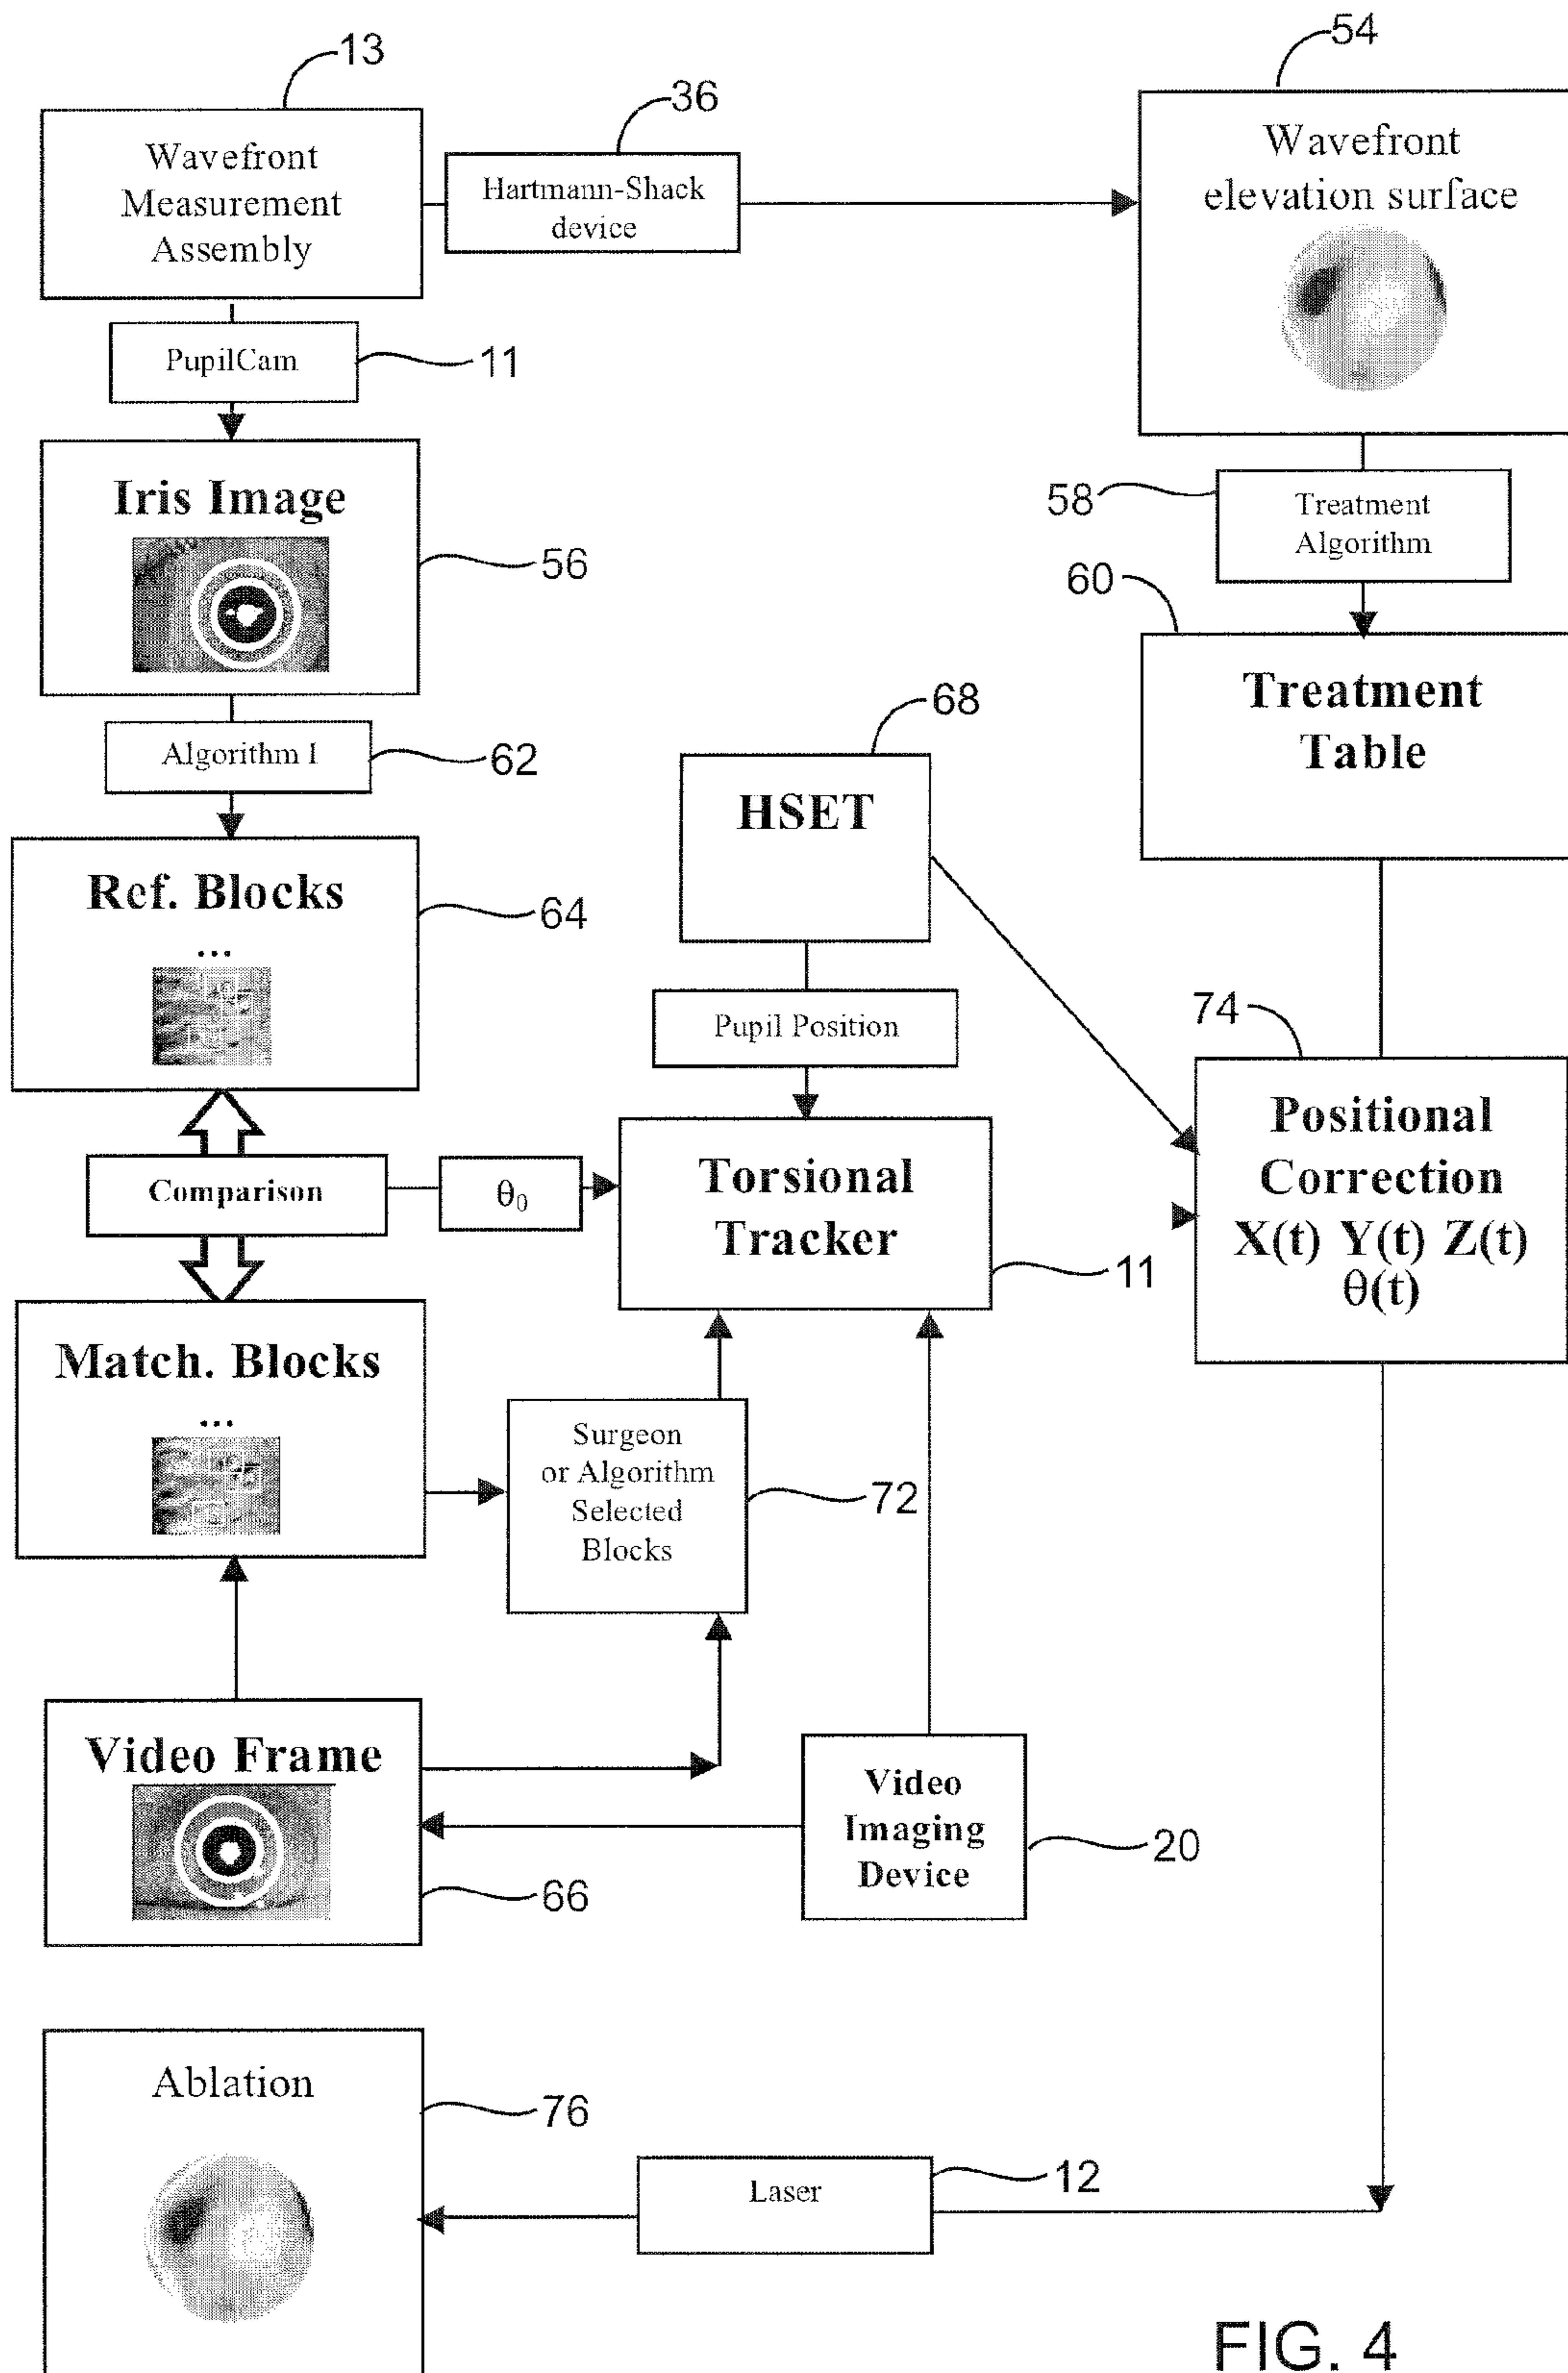 13
54
36
Wavefront
Measurement
Assembly
Hartmann-Shack
device
Wavefront
elevation surface
PupilCam
11
Iris Image
56
58
Treatment
Algorithm
60
Treatment
Table
Algorithm 1
62
68
HSET
Ref. Blocks
...
64
Pupil Position
74
Positional
Correction
X(t) Y(t) Z(t)
θ(t)
Comparison
θ0
Torsional
Tracker
11
Match. Blocks
...
Surgeon
or Algorithm
Selected
Blocks
72
Video Frame
66
Video
Imaging
Device
20
Ablation
76
Laser
12
FIG. 4